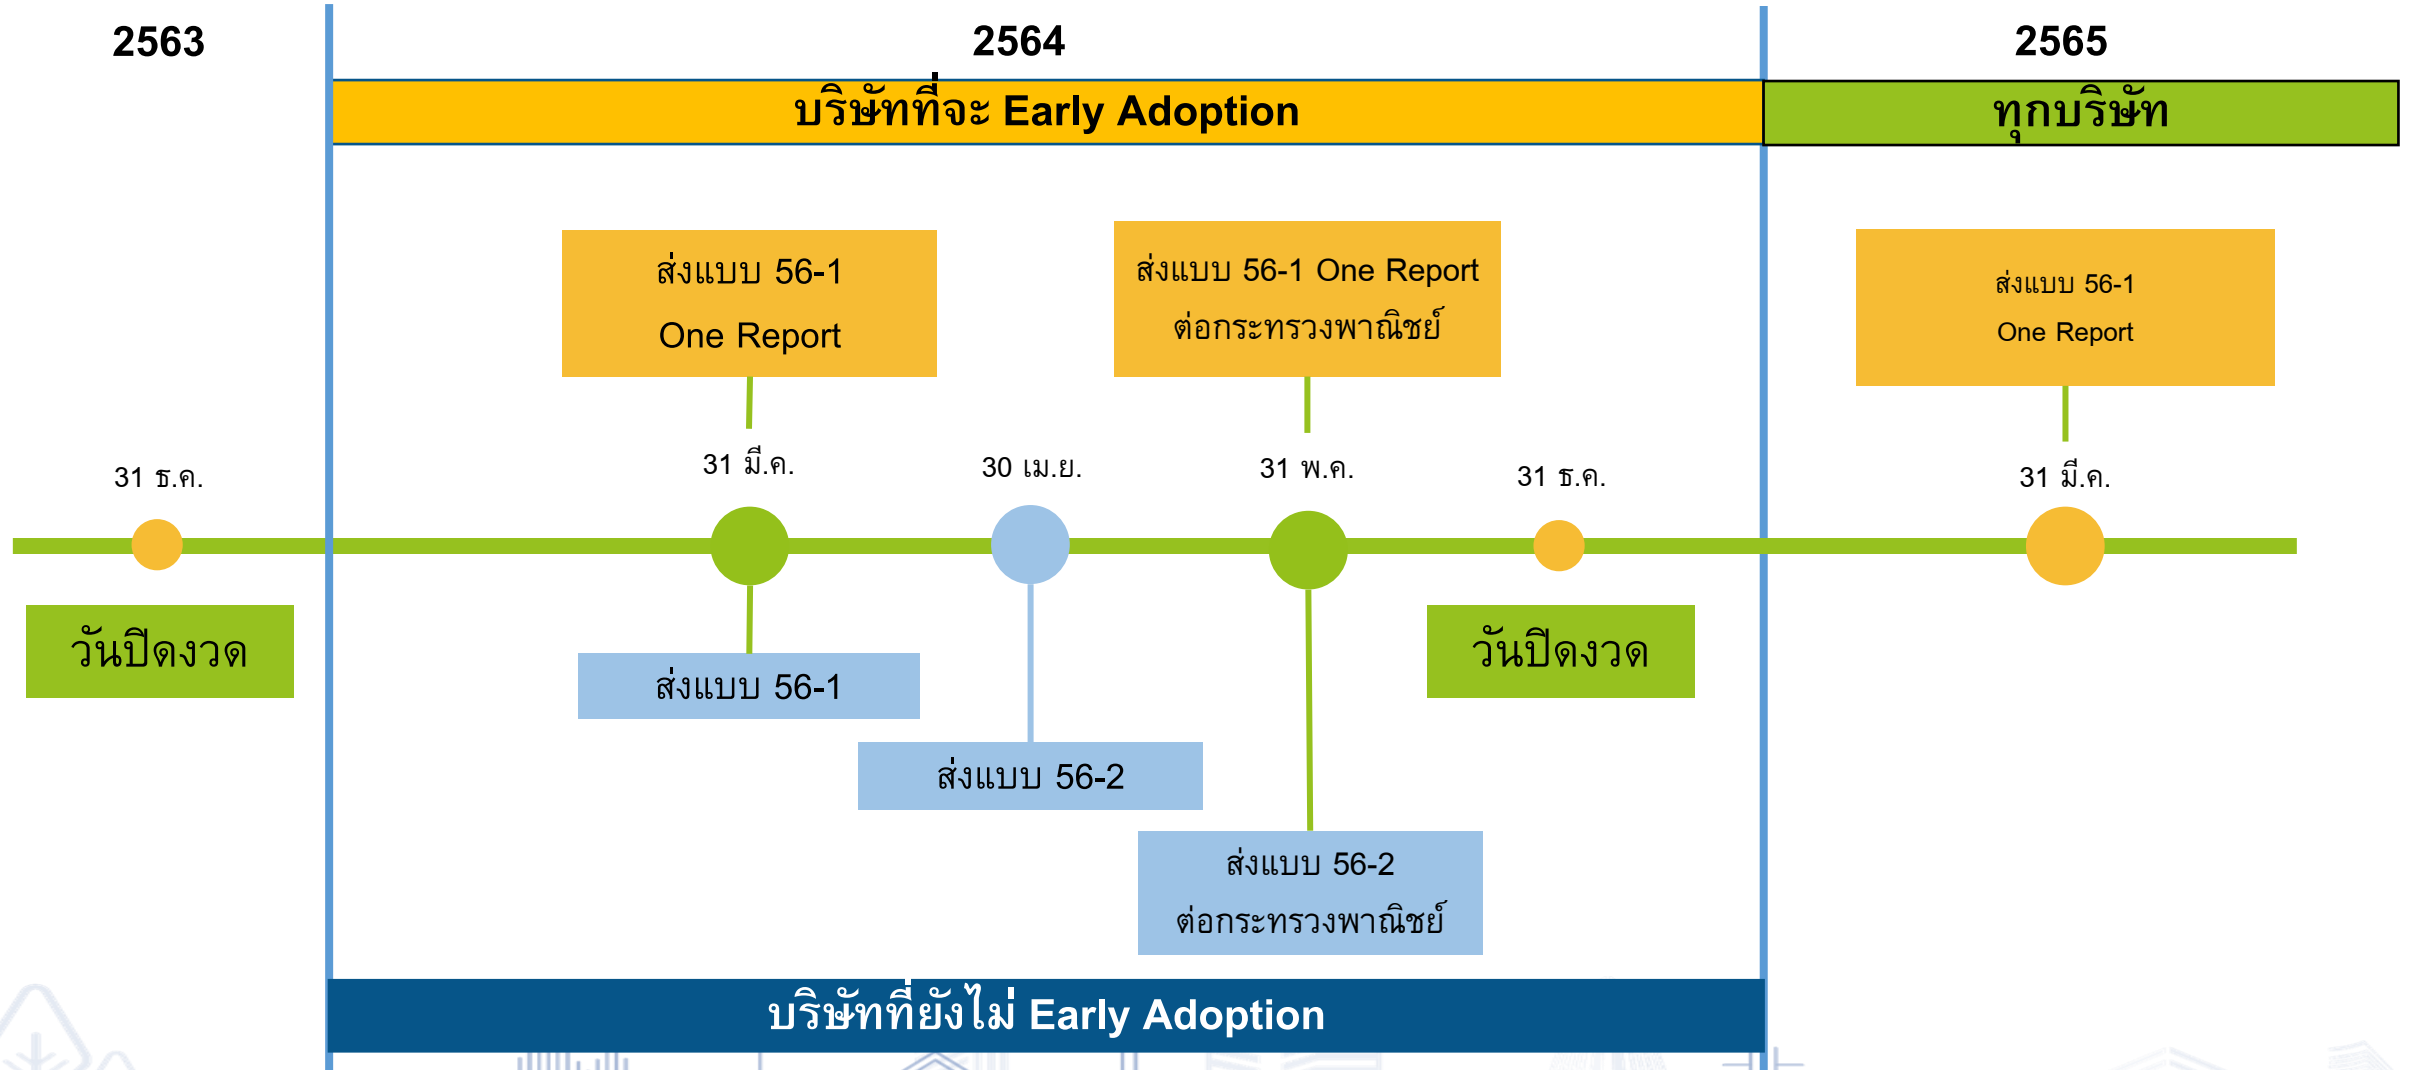 2563
2564
2565
บริษัทที่จะ Early Adoption
ทุกบริษัท
ส่งแบบ 56-1
One Report
ส่งแบบ 56-1 One Report
ต่อกระทรวงพาณิชย์
ส่งแบบ 56-1
One Report
31 ธ.ค.
31 มี.ค.
30 เม.ย.
31 พ.ค.
31 ธ.ค.
31 มี.ค.
วันปิดงวด
วันปิดงวด
ส่งแบบ 56-1
ส่งแบบ 56-2
ส่งแบบ 56-2
ต่อกระทรวงพาณิชย์
บริษัทที่ยังไม่ Early Adoption